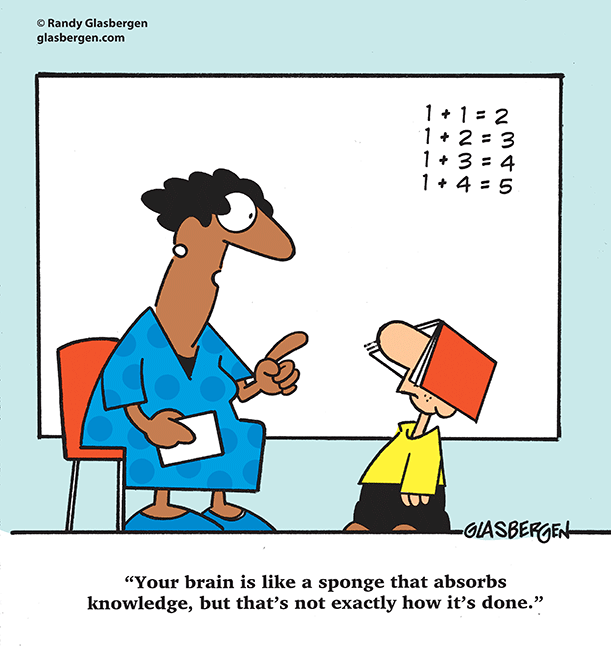 © Randy Glasbergen
glasbergen.com
1 + 1 = 2
1 + 2 = 3
1 + 3 = 4
1 + 4 = 5
GLASBERGEN
“Your brain is like a sponge that absorbs
knowledge, but that’s not exactly how it’s done.”